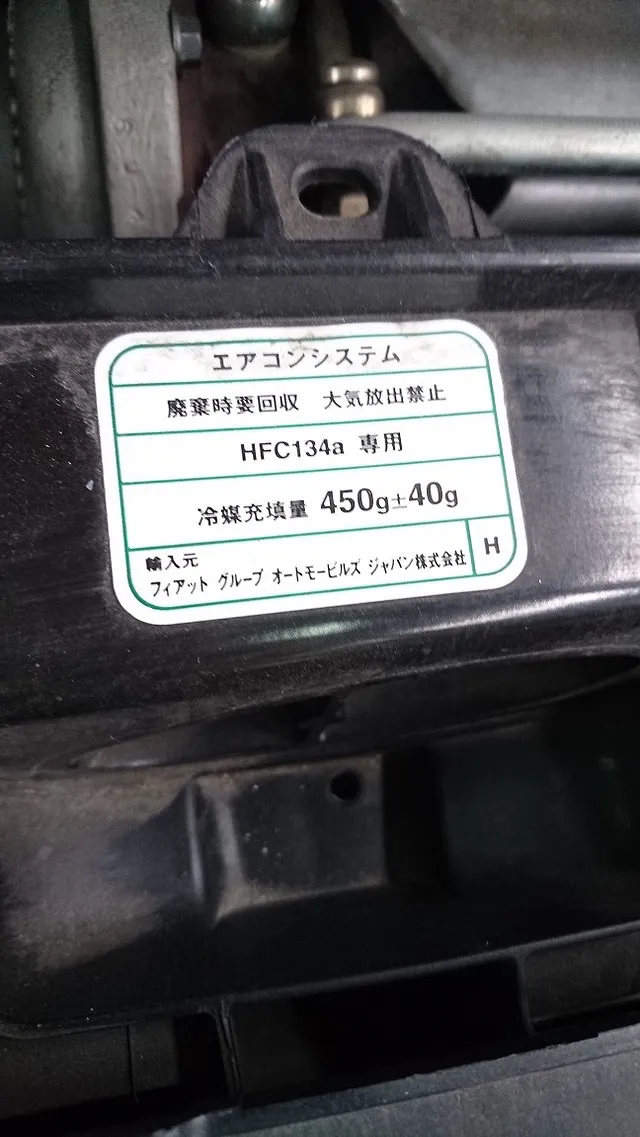 エアコンシステム
廃棄時要回収 大気放出禁止
HFC134a 専用
冷媒充填量 450g±40g
輸入元
フィアット グループ オートモービルズ ジャパン株式会社
H